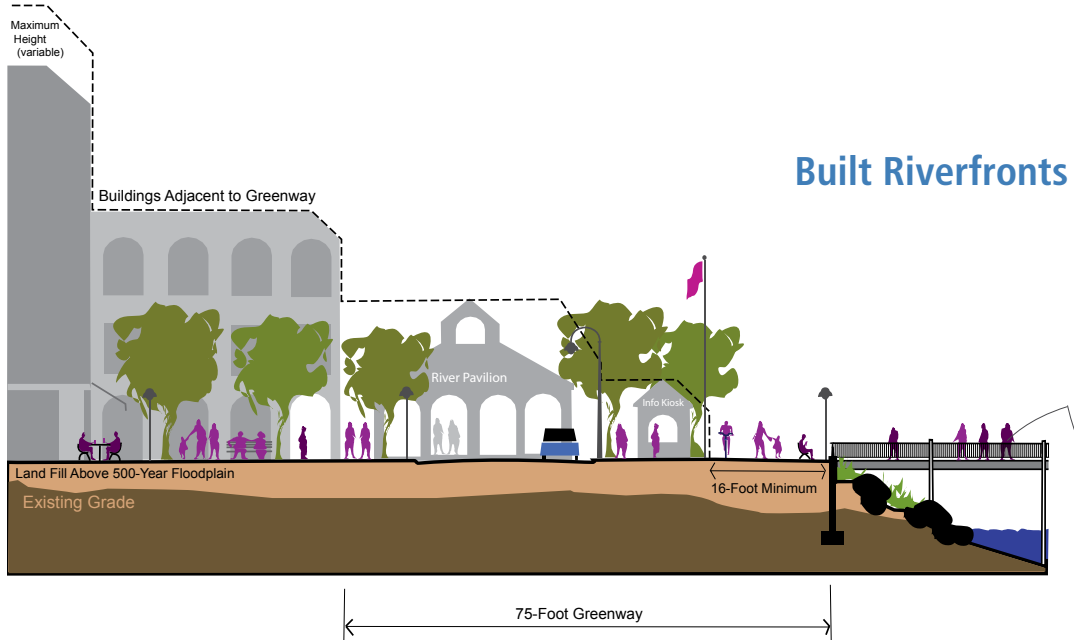 Maximum
Height
(variable)
Built Riverfronts
Buildings Adjacent to Greenway
River Pavilion
Info Kiosk
Land Fill Above 500-Year Floodplain
16-Foot Minimum
Existing Grade
75-Foot Greenway